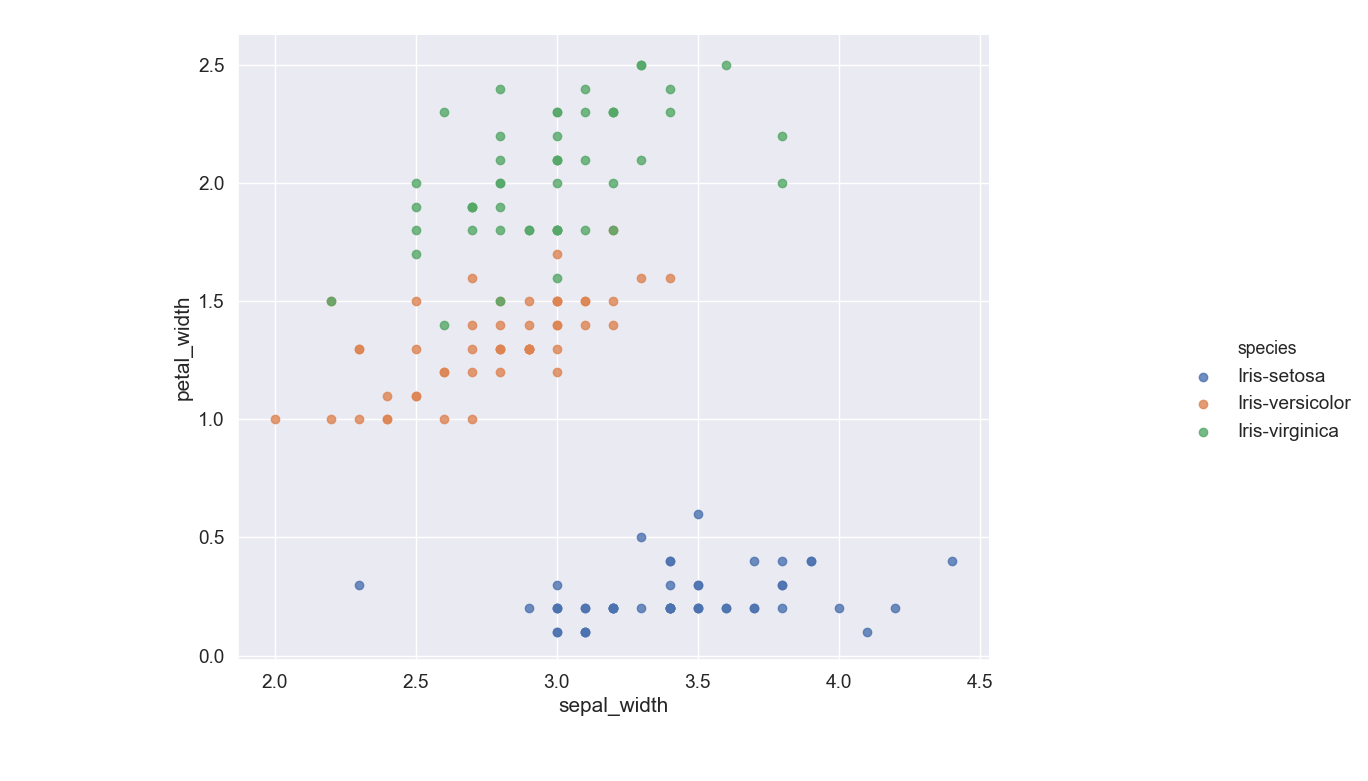 2.5
2.0
1.5
1.0
0.5
0.0
petal_width
2.0 2.5 3.0 3.5 4.0 4.5
sepal_width
species
Iris-setosa
Iris-versicolor
Iris-virginica